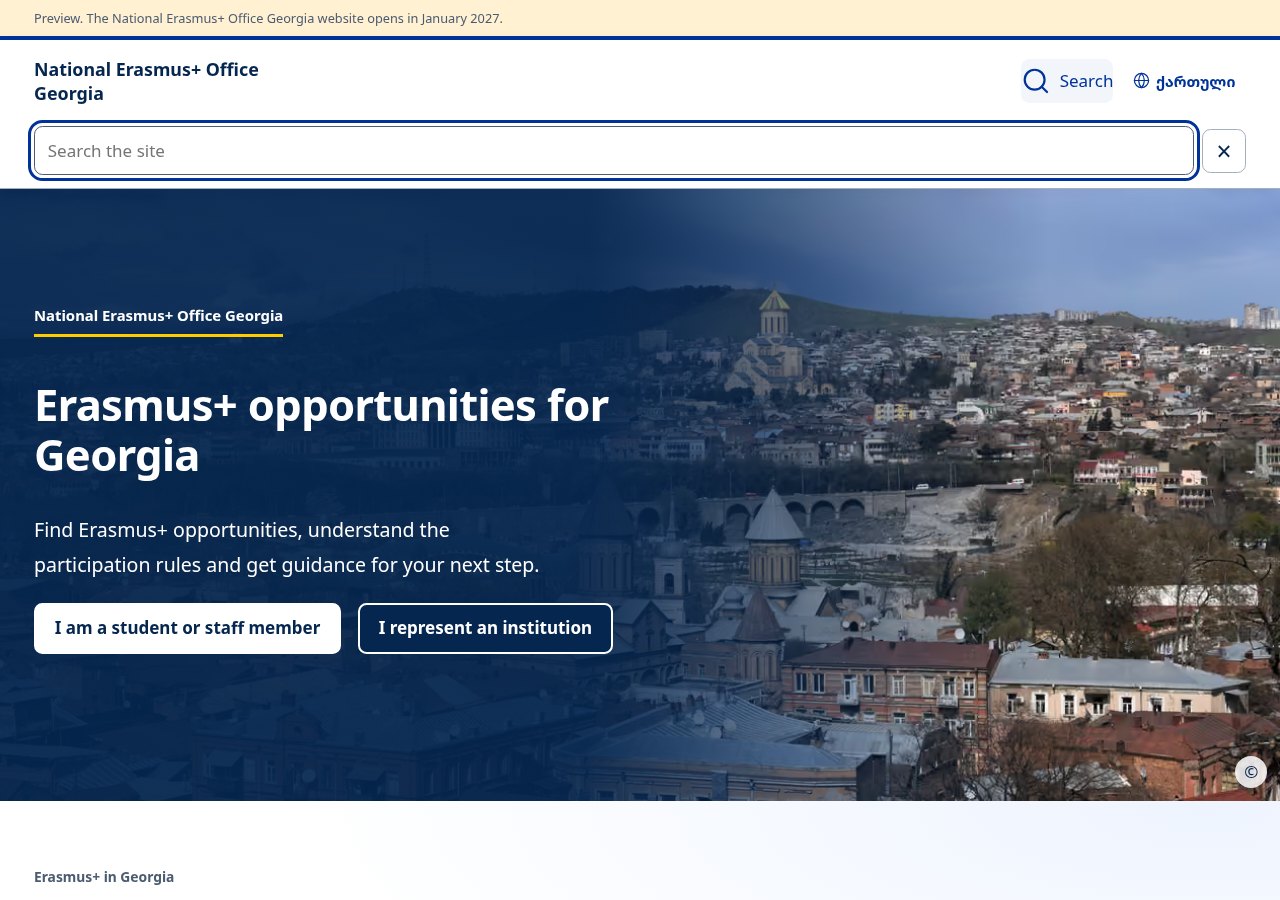 Preview. The National Erasmus+ Office Georgia website opens in January 2027.
National Erasmus+ Office
Georgia
Search
ქართული
Search the site
×
National Erasmus+ Office Georgia
Erasmus+ opportunities for
Georgia
Find Erasmus+ opportunities, understand the
participation rules and get guidance for your next step.
I am a student or staff member
I represent an institution
©
Erasmus+ in Georgia